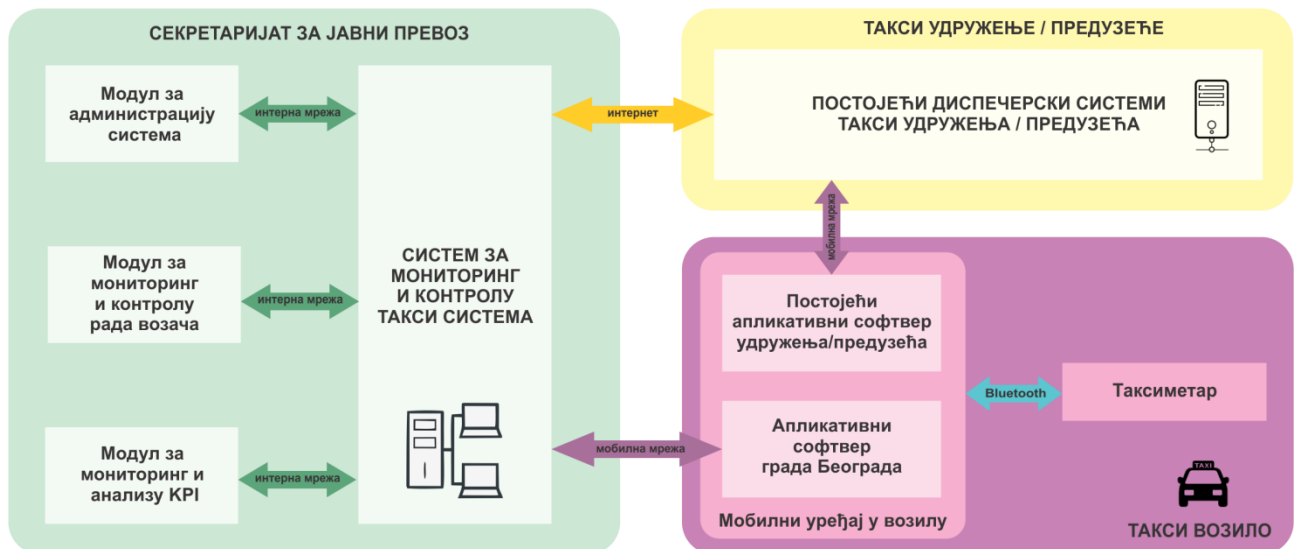 СЕКРЕТАРИЈАТ ЗА ЈАВНИ ПРЕВОЗ
Модул за
администрацију
система
интерна мрежа
Модул за
мониторинг
и контролу
рада возача
интерна мрежа
Модул за
мониторинг и
анализу KPI
интерна мрежа
СИСТЕМ ЗА
МОНИТОРИНГ
И КОНТРОЛУ
ТАКСИ СИСТЕМА
интернет
мобилна мрежа
ТАКСИ УДРУЖЕЊЕ / ПРЕДУЗЕЋЕ
ПОСТОЈЕЋИ ДИСПЕЧЕРСКИ СИСТЕМИ
ТАКСИ УДРУЖЕЊА / ПРЕДУЗЕЋА
мобилна мрежа
Постојећи
апликативни софтвер
удружења/предузећа
Апликативни
софтвер
града Београда
Мобилни уређај у возилу
Bluetooth
Таксиметар
TAXI
ТАКСИ ВОЗИЛО